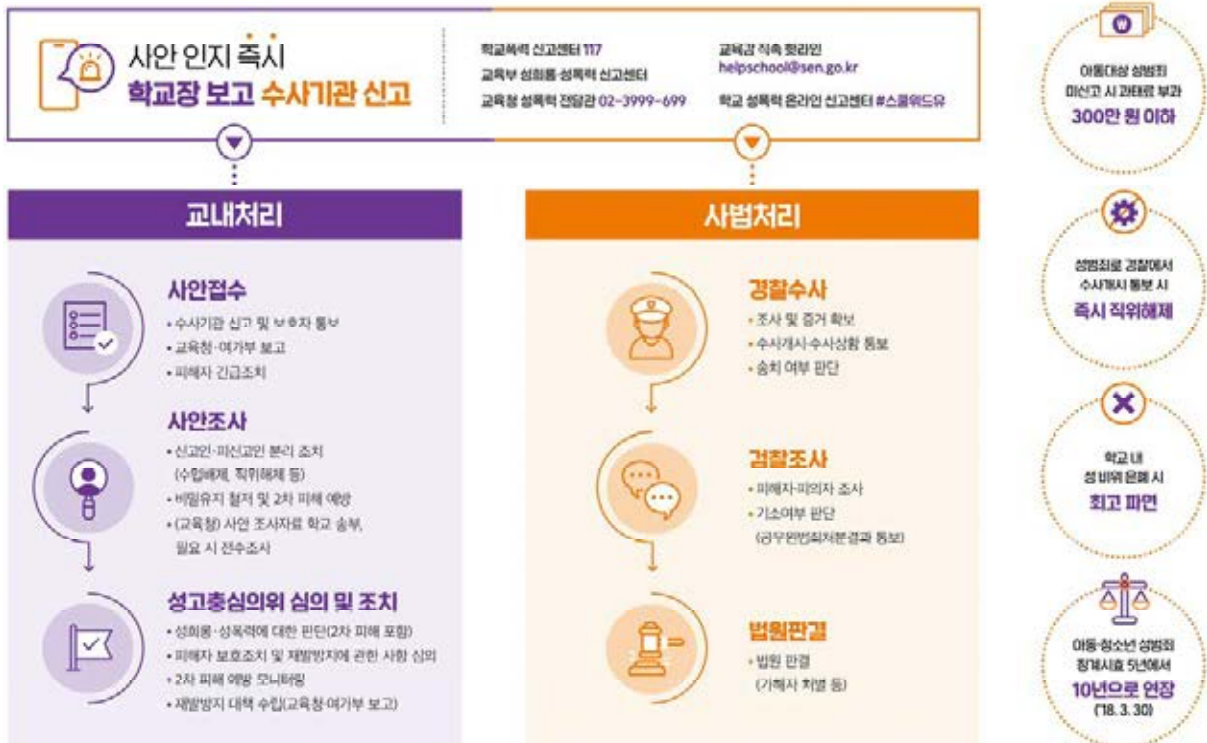 사안 인지 즉시
학교장 보고 수사기관 신고
학교폭력 신고센터 117
교육부 성희롱·성폭력 신고센터
교육청 성폭력 전담관 02-3999-699
교육감 직속 핫라인
helpschool@sen.go.kr
학교 성폭력 온라인 신고센터 #스쿨위드유
교내처리
사안접수
• 수사기관 신고 및 보호자 통보
• 교육청·여가부 보고
• 피해자 긴급조치
사안조사
• 신고인·피신고인 분리 조치
(수업배제, 직위해제 등)
• 비밀유지 철저 및 2차 피해 예방
• (교육청) 사안 조사자료 학교 송부,
필요 시 전수조사
성고충심의위 심의 및 조치
• 성희롱·성폭력에 대한 판단(2차 피해 포함)
• 피해자 보호조치 및 재발방지에 관한 사항 심의
• 2차 피해 예방 모니터링
• 재발방지 대책 수립(교육청·여가부 보고)
사법처리
경찰수사
• 조사 및 증거 확보
• 수사개시·수사상황 통보
• 송치 여부 판단
검찰조사
• 피해자·피의자 조사
• 기소여부 판단
(공무원범죄처분결과 통보)
법원판결
• 법원 판결
(가해자 처벌 등)
₩
아동대상 성범죄
미신고 시 과태료 부과
300만 원 이하
성범죄로 경찰에서
수사개시 통보 시
즉시 직위해제
학교 내
성 비위 은폐 시
최고 파면
아동·청소년 성범죄
징계시효 5년에서
10년으로 연장
('18. 3. 30)